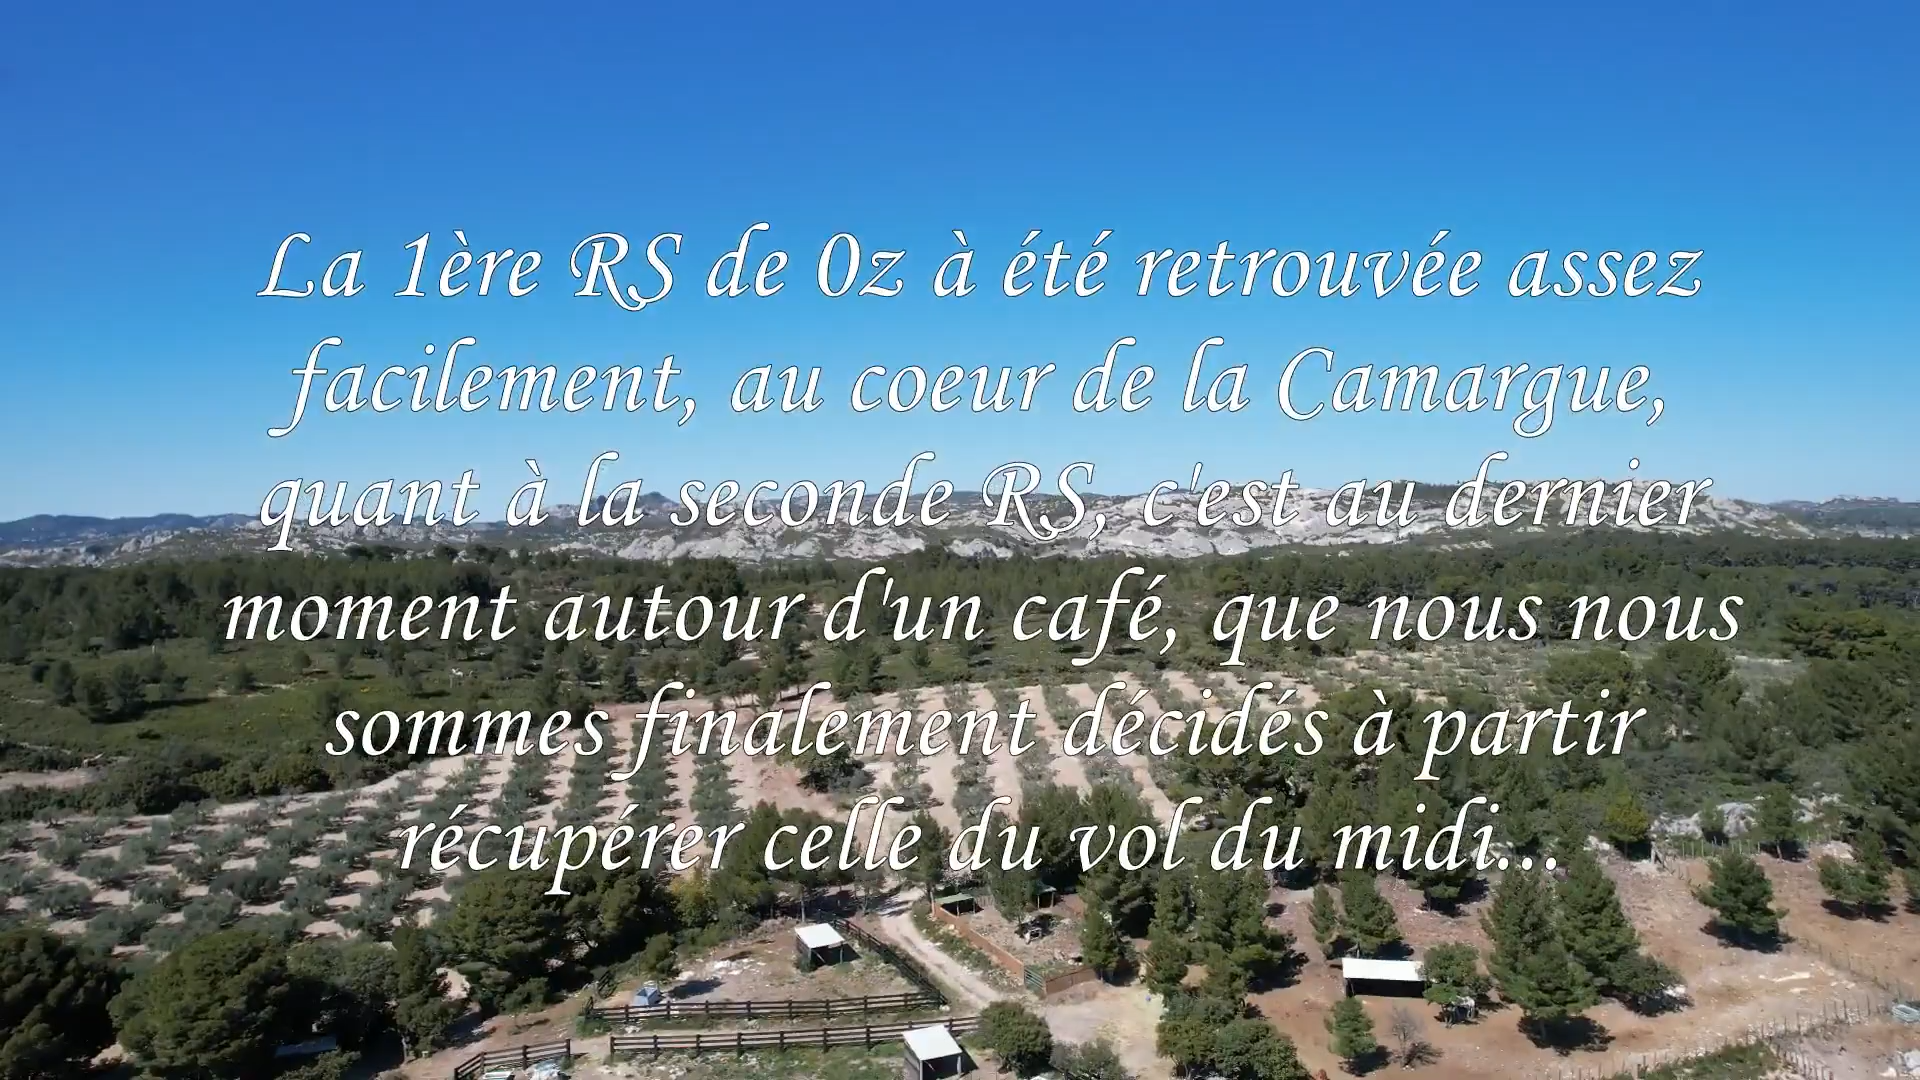 La 1ère RS de 0z à été retrouvée assez
facilement, au coeur de la Camargue,
quant à la seconde RS, c'est au dernier
moment autour d'un café, que nous nous
sommes finalement décidés à partir
récupérer celle du vol du midi...